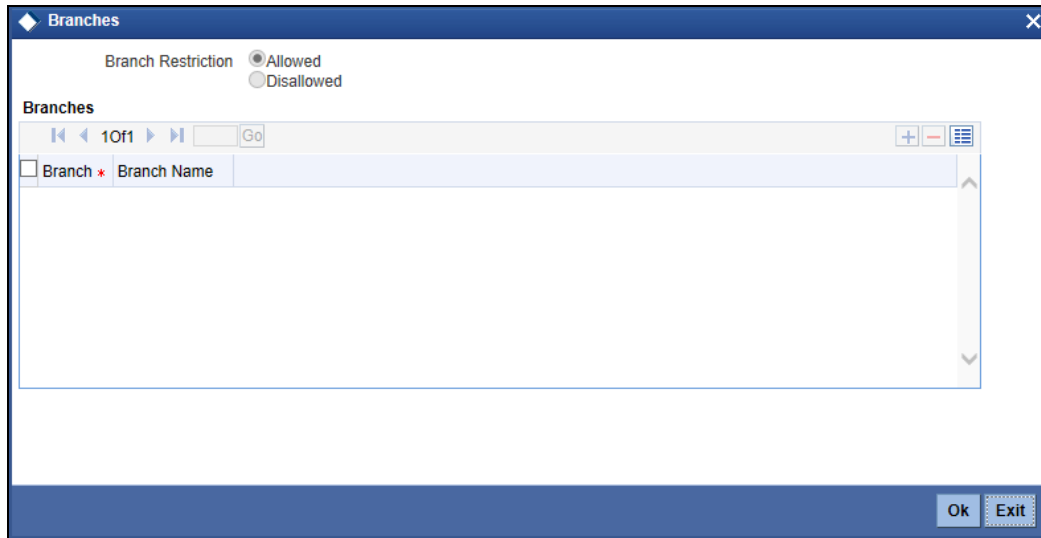 Branches
Branch Restriction Allowed
Disallowed
Branches
1Of1 Go
Branch * Branch Name
Ok Exit